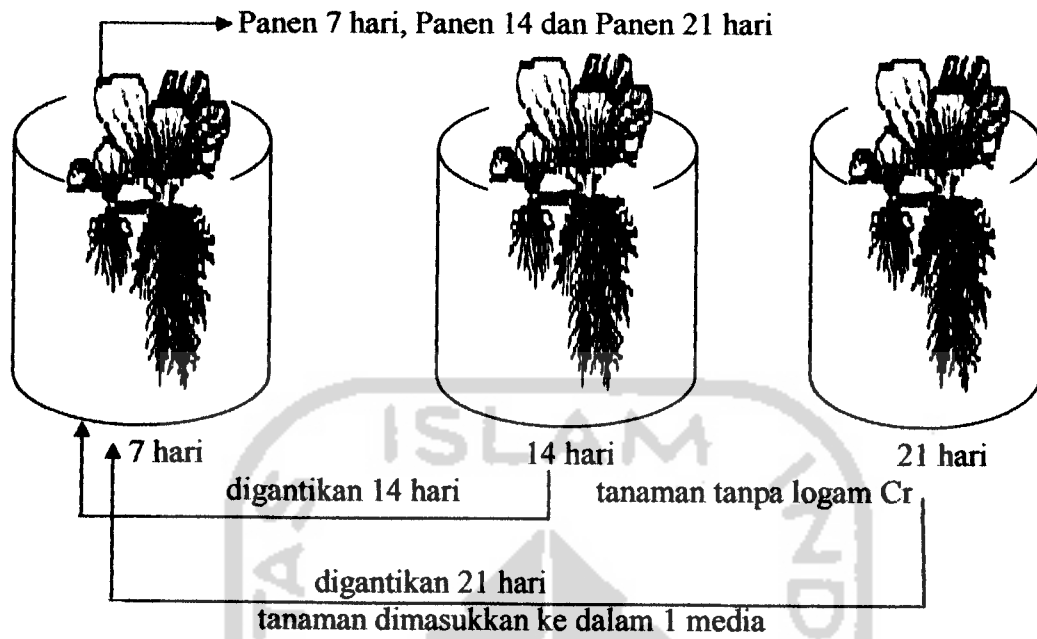 Panen 7 hari, Panen 14 dan Panen 21 hari
7 hari
14 hari
21 hari
digantikan 14 hari
tanaman tanpa logam Cr
digantikan 21 hari
tanaman dimasukkan ke dalam 1 media
ISLAM